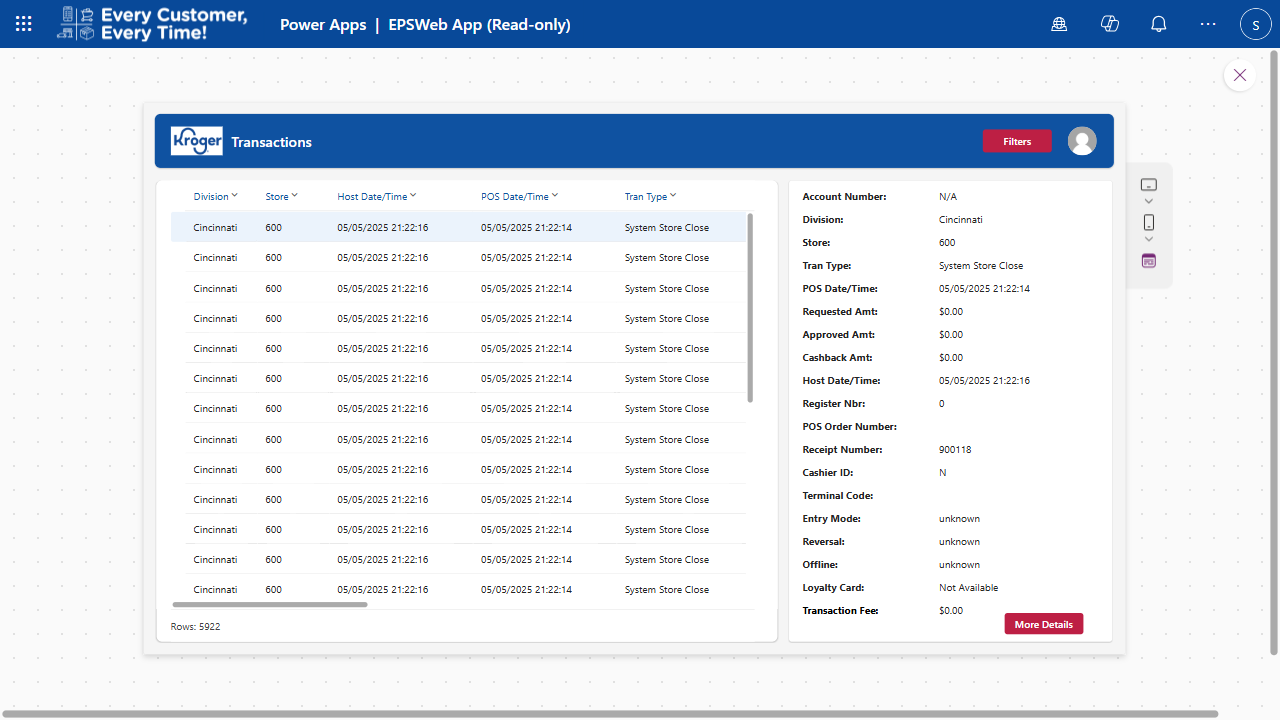 Every Customer,
Every Time!
Power Apps | EPSWeb App (Read-only)
S
Kroger Transactions
Filters
Division Store Host Date/Time POS Date/Time Tran Type
Cincinnati 600 05/05/2025 21:22:16 05/05/2025 21:22:14 System Store Close
Cincinnati 600 05/05/2025 21:22:16 05/05/2025 21:22:14 System Store Close
Cincinnati 600 05/05/2025 21:22:16 05/05/2025 21:22:14 System Store Close
Cincinnati 600 05/05/2025 21:22:16 05/05/2025 21:22:14 System Store Close
Cincinnati 600 05/05/2025 21:22:16 05/05/2025 21:22:14 System Store Close
Cincinnati 600 05/05/2025 21:22:16 05/05/2025 21:22:14 System Store Close
Cincinnati 600 05/05/2025 21:22:16 05/05/2025 21:22:14 System Store Close
Cincinnati 600 05/05/2025 21:22:16 05/05/2025 21:22:14 System Store Close
Cincinnati 600 05/05/2025 21:22:16 05/05/2025 21:22:14 System Store Close
Cincinnati 600 05/05/2025 21:22:16 05/05/2025 21:22:14 System Store Close
Cincinnati 600 05/05/2025 21:22:16 05/05/2025 21:22:14 System Store Close
Cincinnati 600 05/05/2025 21:22:16 05/05/2025 21:22:14 System Store Close
Cincinnati 600 05/05/2025 21:22:16 05/05/2025 21:22:14 System Store Close
Rows: 5922
Account Number: N/A
Division: Cincinnati
Store: 600
Tran Type: System Store Close
POS Date/Time: 05/05/2025 21:22:14
Requested Amt: $0.00
Approved Amt: $0.00
Cashback Amt: $0.00
Host Date/Time: 05/05/2025 21:22:16
Register Nbr: 0
POS Order Number:
Receipt Number: 900118
Cashier ID: N
Terminal Code:
Entry Mode: unknown
Reversal: unknown
Offline: unknown
Loyalty Card: Not Available
Transaction Fee: $0.00
More Details